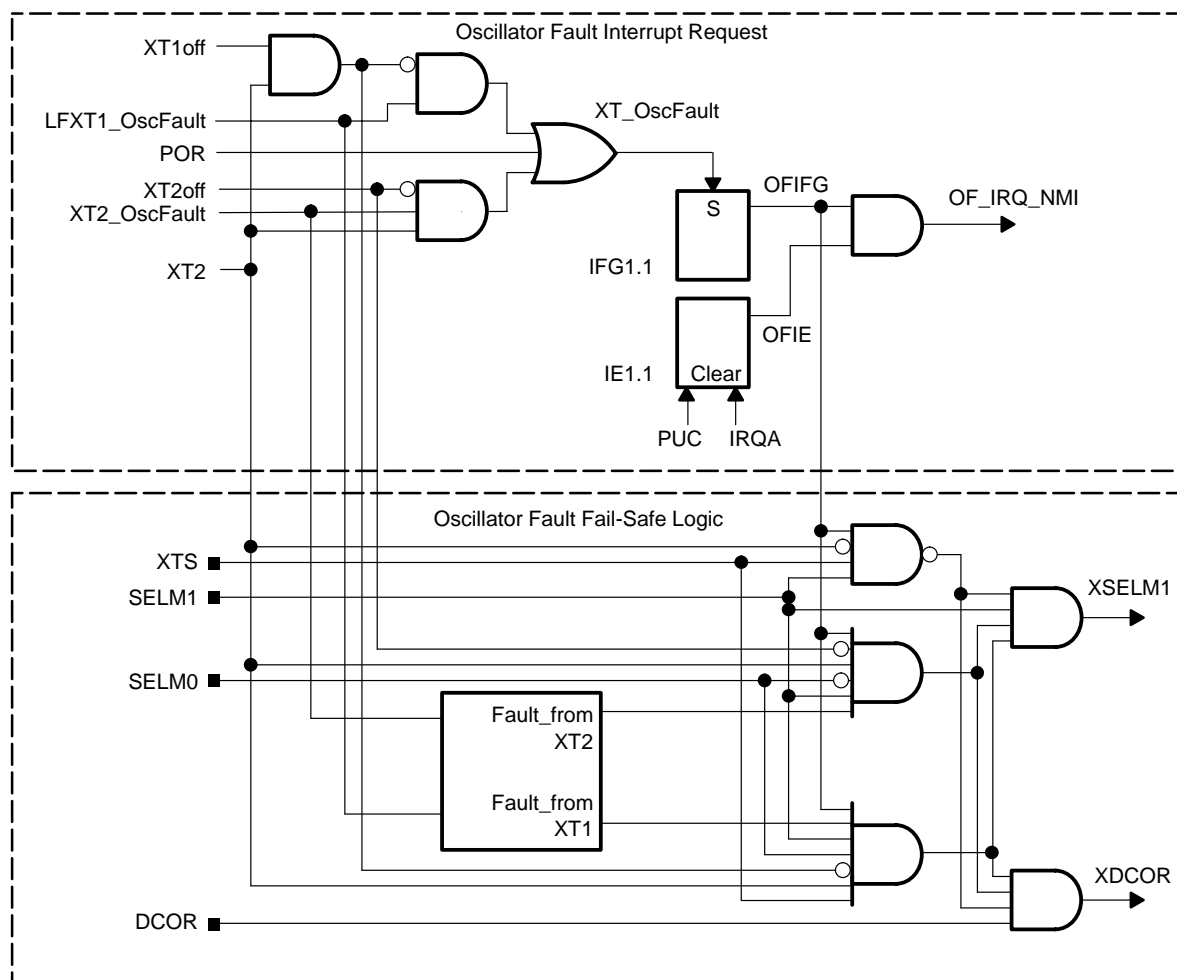 Oscillator Fault Interrupt Request
XT1off
LFXT1_OscFault
XT_OscFault
POR
XT2off
XT2_OscFault
OFIFG
OF_IRQ_NMI
S
XT2
IFG1.1
OFIE
IE1.1
Clear
PUC
IRQA
Oscillator Fault Fail-Safe Logic
XTS
SELM1
XSELM1
SELM0
Fault_from
XT2
Fault_from
XT1
XDCOR
DCOR